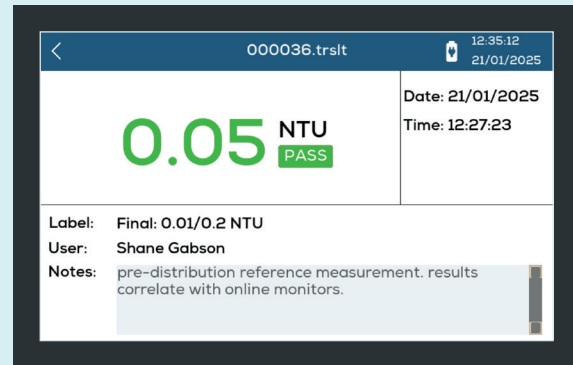 000036.trslt
12:35:12
21/01/2025
0.05 NTU
PASS
Date: 21/01/2025
Time: 12:27:23
Label: Final: 0.01/0.2 NTU
User: Shane Gabson
Notes: pre-distribution reference measurement. results
correlate with online monitors.